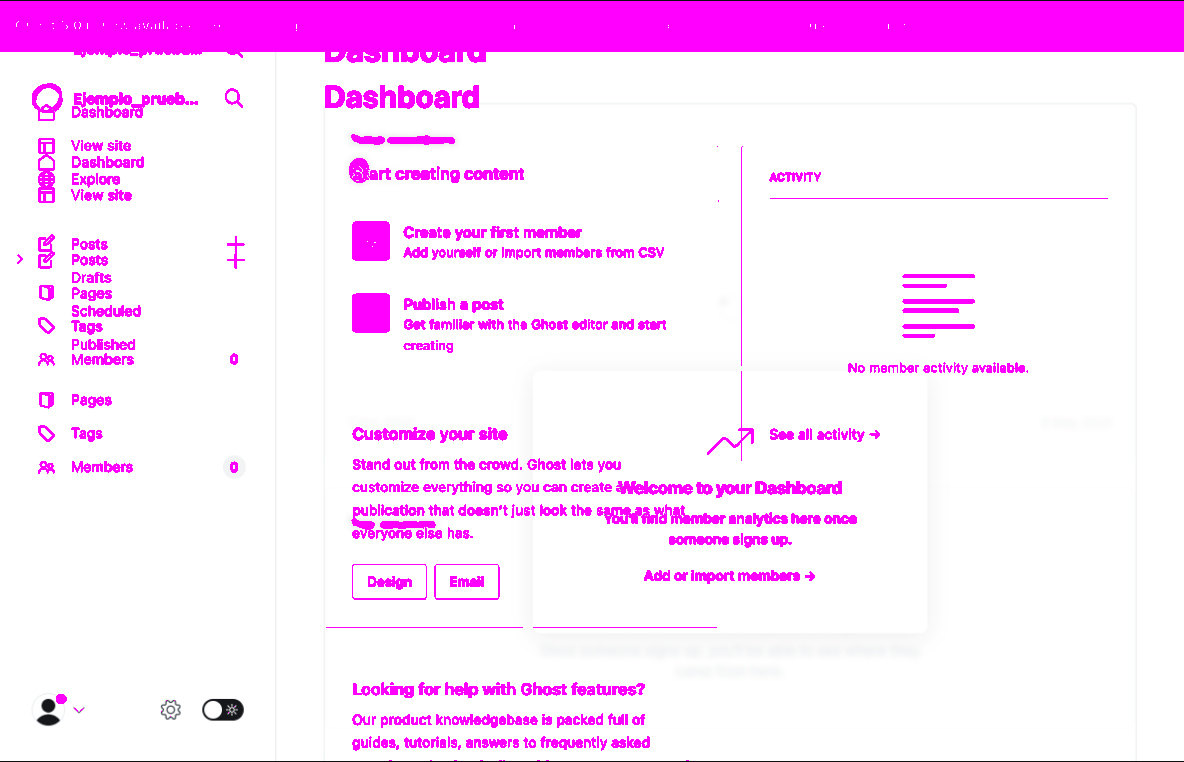 Dashboard
Ejemplo_prueb...
Dashboard
Dashboard
View site
Dashboard
Explore
View site
Posts
Posts
Drafts
Pages
Scheduled
Tags
Published
Members 0
Pages
Tags
Members 0
Start creating content
Create your first member
Add yourself or import members from CSV
Publish a post
Get familiar with the Ghost editor and start
creating
ACTIVITY
No member activity available.
See all activity →
Customize your site
Stand out from the crowd. Ghost lets you
customize everything so you can create a
publication that doesn't just look the same as what
everyone else has.
Design
Email
Welcome to your Dashboard
You'll find member analytics here once
someone signs up.
Add or import members →
Looking for help with Ghost features?
Our product knowledgebase is packed full of
guides, tutorials, answers to frequently asked